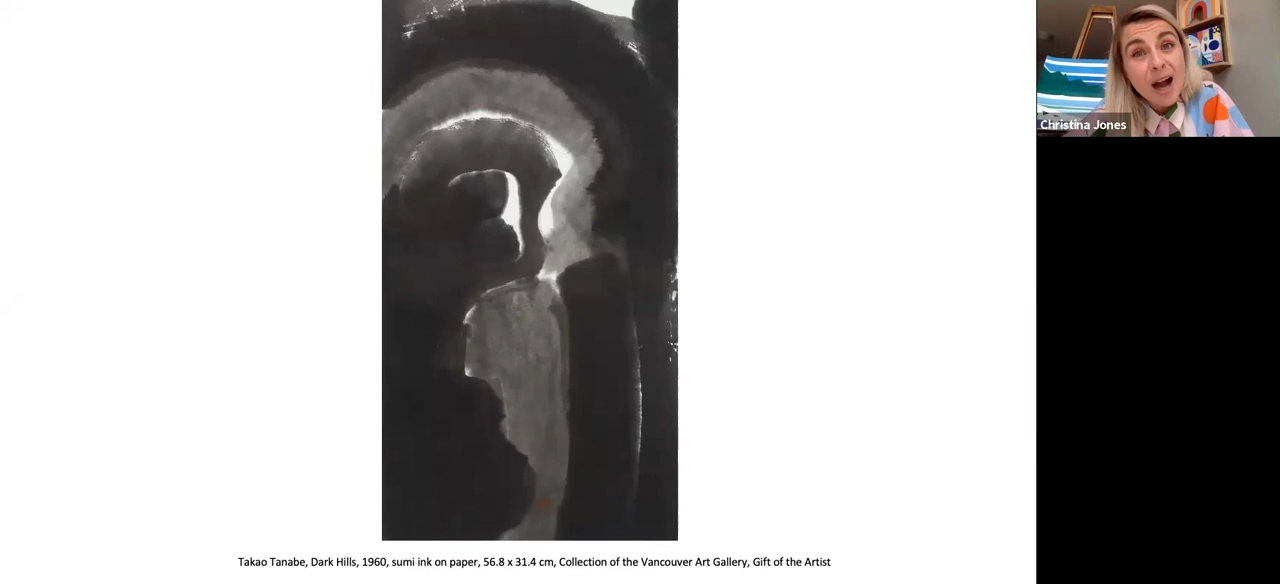 Christina Jones
Takao Tanabe, Dark Hills, 1960, sumi ink on paper, 56.8 x 31.4 cm, Collection of the Vancouver Art Gallery, Gift of the Artist